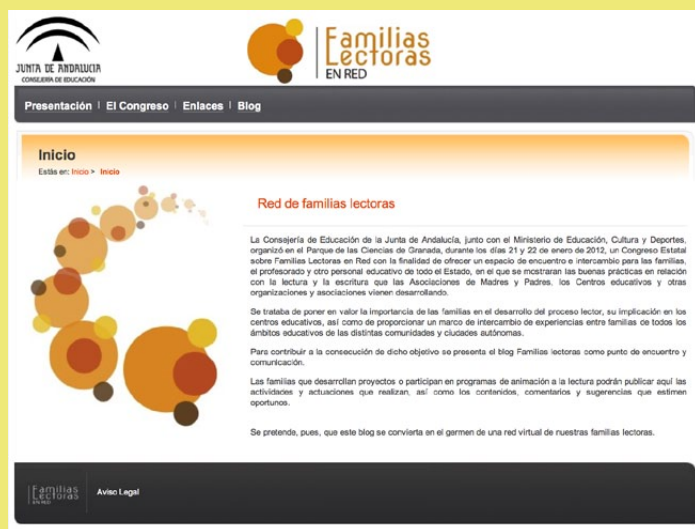 JUNTA DE ANDALUCIA
CONSEJERÍA DE EDUCACIÓN
Familias
Lectoras
EN RED
Presentación | El Congreso | Enlaces | Blog
Inicio
Estás en: Inicio > Inicio
Red de familias lectoras
La Consejería de Educación de la Junta de Andalucía, junto con el Ministerio de Educación, Cultura y Deportes,
organizó en el Parque de las Ciencias de Granada, durante los días 21 y 22 de enero de 2012, un Congreso Estatal
sobre Familias Lectoras en Red con la finalidad de ofrecer un espacio de encuentro e intercambio para las familias,
el profesorado y otro personal educativo de todo el Estado, en el que se mostraran las buenas prácticas en relación
con la lectura y la escritura que las Asociaciones de Madres y Padres, los Centros educativos y otras
organizaciones y asociaciones vienen desarrollando.
Se trataba de poner en valor la importancia de las familias en el desarrollo del proceso lector, su implicación en los
centros educativos, así como de proporcionar un marco de intercambio de experiencias entre familias de todos los
ámbitos educativos de las distintas comunidades y ciudades autónomas.
Para contribuir a la consecución de dicho objetivo se presenta el blog Familias lectoras como punto de encuentro y
comunicación.
Las familias que desarrollan proyectos o participan en programas de animación a la lectura podrán publicar aquí las
actividades y actuaciones que realizan, así como los contenidos, comentarios y sugerencias que estimen
oportunos.
Se pretende, pues, que este blog se convierta en el germen de una red virtual de nuestras familias lectoras.
Familias
Lectoras
EN RED
Aviso Legal